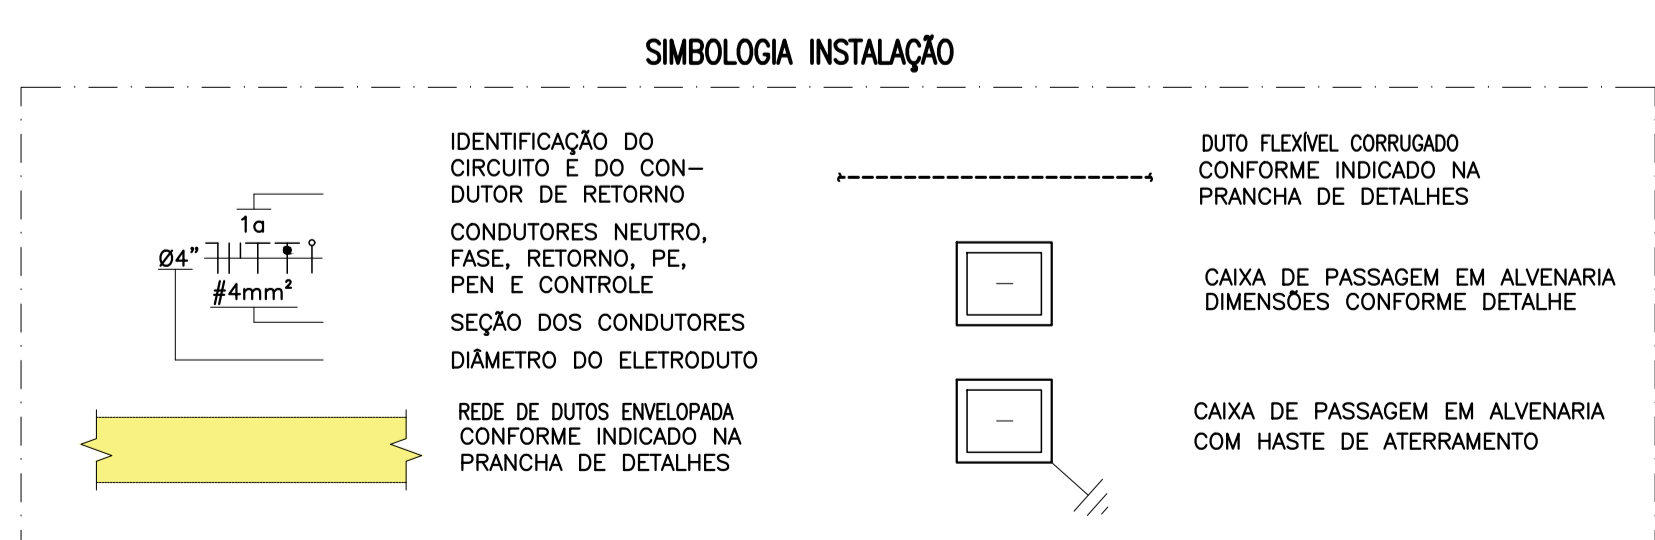 SIMBOLOGIA INSTALAÇÃO
1a
Ø4"
#4mm²
IDENTIFICAÇÃO DO
CIRCUITO E DO CON-
DUTOR DE RETORNO
CONDUTORES NEUTRO,
FASE, RETORNO, PE,
PEN E CONTROLE
SEÇÃO DOS CONDUTORES
DIÂMETRO DO ELETRODUTO
REDE DE DUTOS ENVELOPADA
CONFORME INDICADO NA
PRANCHA DE DETALHES
DUTO FLEXÍVEL CORRUGADO
CONFORME INDICADO NA
PRANCHA DE DETALHES
CAIXA DE PASSAGEM EM ALVENARIA
DIMENSÕES CONFORME DETALHE
CAIXA DE PASSAGEM EM ALVENARIA
COM HASTE DE ATERRAMENTO